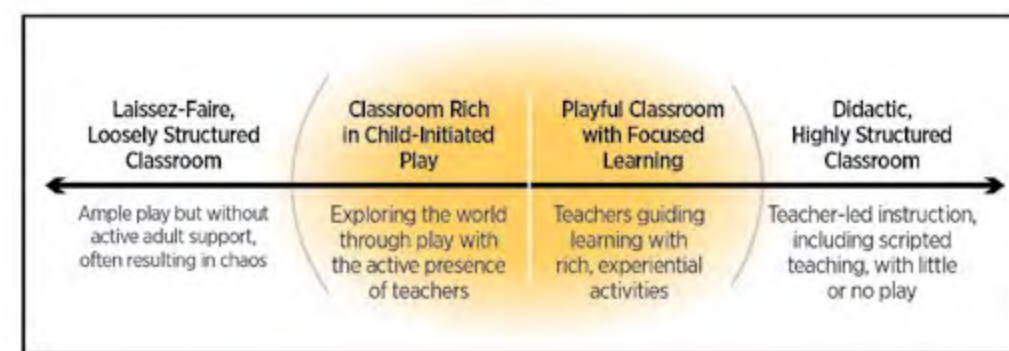 Laissez-Faire,
Loosely Structured
Classroom
Classroom Rich
in Child-Initiated
Play
Playful Classroom
with Focused
Learning
Didactic,
Highly Structured
Classroom
Ample play but without
active adult support,
often resulting in chaos
Exploring the world
through play with
the active presence
of teachers
Teachers guiding
learning with
rich, experiential
activities
Teacher-led instruction,
including scripted
teaching, with little
or no play